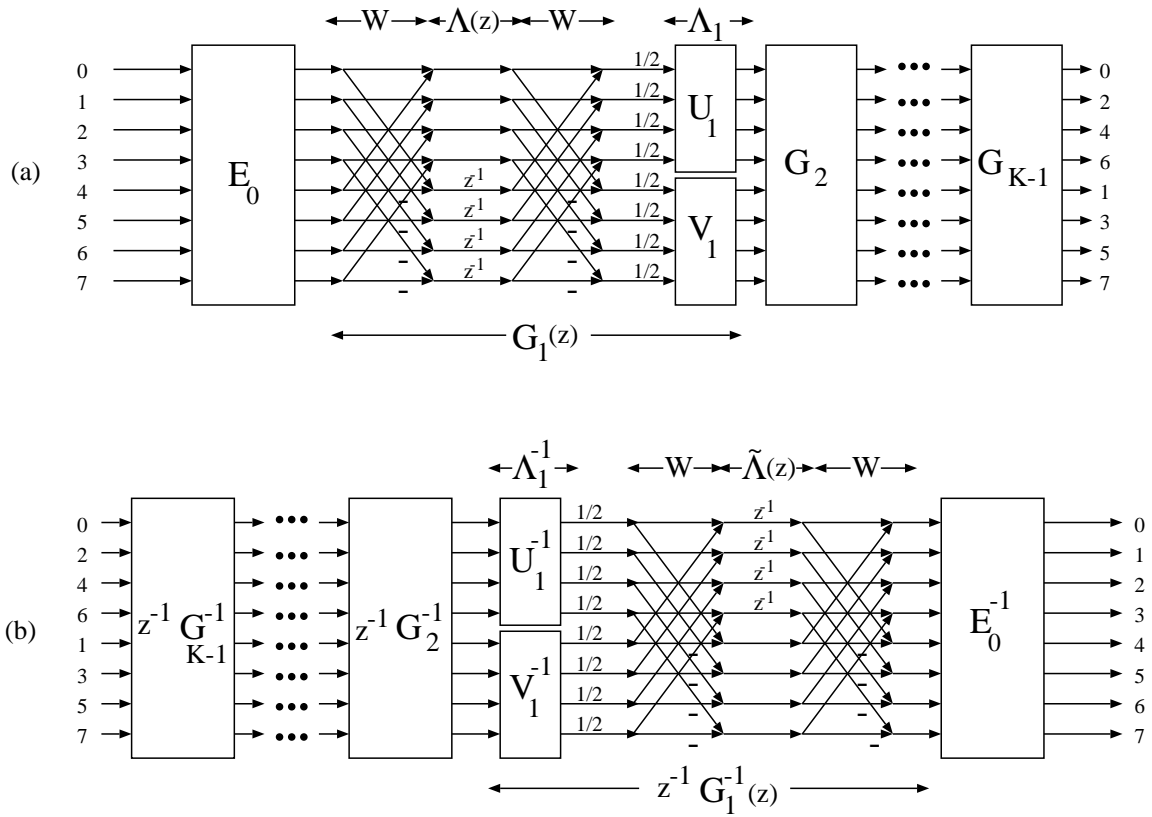 W Λ(z) W Λ₁
0 1/2 0
1 1/2 2
2 1/2 U₁ 4
3 1/2 6
(a) E₀ G₂ G_{K-1}
4 z⁻¹ 1/2 1
- 
5 z⁻¹ 1/2 3
- -
6 z⁻¹ 1/2 V₁ 5
- -
7 z⁻¹ 1/2 7
- -
G₁(z)
Λ₁⁻¹ W Λ̃(z) W
0 1/2 z⁻¹ 0
2 1/2 z⁻¹ 1
4 U₁⁻¹ 1/2 z⁻¹ 2
6 1/2 z⁻¹ 3
(b) z⁻¹ G⁻¹_{K-1} z⁻¹ G₂⁻¹ E₀⁻¹
1 1/2 4
- -
3 1/2 5
- -
5 V₁⁻¹ 1/2 6
- 
7 1/2 7
- -
z⁻¹ G₁⁻¹(z)